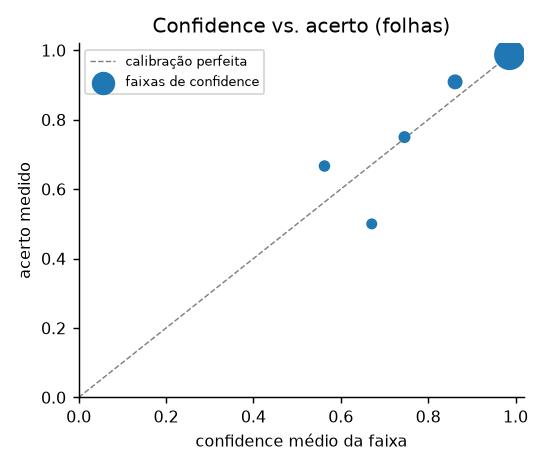 Confidence vs. acerto (folhas)
calibração perfeita
faixas de confidence
acerto medido
1.0
0.8
0.6
0.4
0.2
0.0
0.0 0.2 0.4 0.6 0.8 1.0
confidence médio da faixa